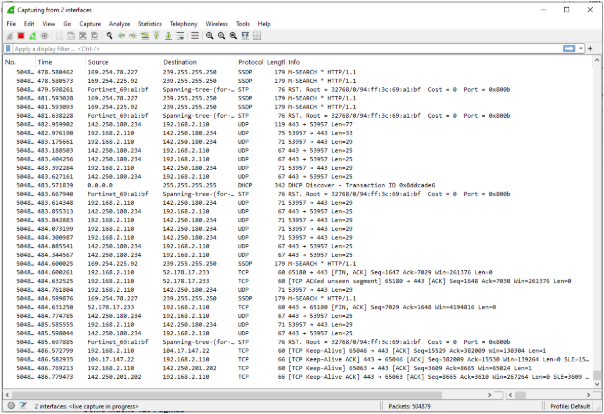 Capturing from 2 interfaces
File Edit View Go Capture Analyze Statistics Telephony Wireless Tools Help
Apply a display filter ... <Ctrl-/>
No. Time Source Destination Protocol Lengtl Info
5048… 478.580462 169.254.78.227 239.255.255.250 SSDP 179 M-SEARCH * HTTP/1.1
5048… 478.580573 169.254.225.92 239.255.255.250 SSDP 179 M-SEARCH * HTTP/1.1
5048… 479.598261 Fortinet_69:a1:bf Spanning-tree-(for-… STP 76 RST. Root = 32768/0/94:ff:3c:69:a1:bf Cost = 0 Port = 0x800b
5048… 481.593028 169.254.78.227 239.255.255.250 SSDP 179 M-SEARCH * HTTP/1.1
5048… 481.593093 169.254.225.92 239.255.255.250 SSDP 179 M-SEARCH * HTTP/1.1
5048… 481.638228 Fortinet_69:a1:bf Spanning-tree-(for-… STP 76 RST. Root = 32768/0/94:ff:3c:69:a1:bf Cost = 0 Port = 0x800b
5048… 482.959902 142.250.180.234 192.168.2.110 UDP 119 443 → 53957 Len=77
5048… 482.976190 192.168.2.110 142.250.180.234 UDP 75 53957 → 443 Len=33
5048… 483.175661 192.168.2.110 142.250.180.234 UDP 71 53957 → 443 Len=29
5048… 483.188503 142.250.180.234 192.168.2.110 UDP 67 443 → 53957 Len=25
5048… 483.404256 142.250.180.234 192.168.2.110 UDP 67 443 → 53957 Len=25
5048… 483.392284 192.168.2.110 142.250.180.234 UDP 71 53957 → 443 Len=29
5048… 483.627161 142.250.180.234 192.168.2.110 UDP 67 443 → 53957 Len=25
5048… 483.571839 0.0.0.0 255.255.255.255 DHCP 342 DHCP Discover - Transaction ID 0x8ddcade6
5048… 483.667940 Fortinet_69:a1:bf Spanning-tree-(for-… STP 76 RST. Root = 32768/0/94:ff:3c:69:a1:bf Cost = 0 Port = 0x800b
5048… 483.614348 192.168.2.110 142.250.180.234 UDP 71 53957 → 443 Len=29
5048… 483.855313 142.250.180.234 192.168.2.110 UDP 67 443 → 53957 Len=25
5048… 483.842883 192.168.2.110 142.250.180.234 UDP 71 53957 → 443 Len=29
5048… 484.073199 192.168.2.110 142.250.180.234 UDP 71 53957 → 443 Len=29
5048… 484.300987 192.168.2.110 142.250.180.234 UDP 71 53957 → 443 Len=29
5048… 484.085541 142.250.180.234 192.168.2.110 UDP 67 443 → 53957 Len=25
5048… 484.344567 142.250.180.234 192.168.2.110 UDP 67 443 → 53957 Len=25
5048… 484.600025 169.254.225.92 239.255.255.250 SSDP 179 M-SEARCH * HTTP/1.1
5048… 484.600261 192.168.2.110 52.178.17.233 TCP 60 65180 → 443 [FIN, ACK] Seq=1647 Ack=7029 Win=261376 Len=0
5048… 484.632525 192.168.2.110 52.178.17.233 TCP 60 [TCP ACKed unseen segment] 65180 → 443 [ACK] Seq=1648 Ack=7030 Win=261376 Len=0
5048… 484.761804 192.168.2.110 142.250.180.234 UDP 71 53957 → 443 Len=29
5048… 484.599876 169.254.78.227 239.255.255.250 SSDP 179 M-SEARCH * HTTP/1.1
5048… 484.631250 52.178.17.233 192.168.2.110 TCP 60 443 → 65180 [FIN, ACK] Seq=7029 Ack=1648 Win=4194816 Len=0
5048… 484.774785 142.250.180.234 192.168.2.110 UDP 67 443 → 53957 Len=25
5048… 485.585555 192.168.2.110 142.250.180.234 UDP 71 53957 → 443 Len=29
5048… 485.598044 142.250.180.234 192.168.2.110 UDP 67 443 → 53957 Len=25
5048… 485.697885 Fortinet_69:a1:bf Spanning-tree-(for-… STP 76 RST. Root = 32768/0/94:ff:3c:69:a1:bf Cost = 0 Port = 0x800b
5048… 486.572799 192.168.2.110 104.17.147.22 TCP 60 [TCP Keep-Alive] 65046 → 443 [ACK] Seq=15529 Ack=382009 Win=130304 Len=1
5048… 486.582935 104.17.147.22 192.168.2.110 TCP 66 [TCP Keep-Alive ACK] 443 → 65046 [ACK] Seq=382009 Ack=15530 Win=139264 Len=0 SLE=15…
5048… 486.769213 192.168.2.110 142.250.201.202 TCP 60 [TCP Keep-Alive] 65063 → 443 [ACK] Seq=3609 Ack=8665 Win=65024 Len=1
5048… 486.779473 142.250.201.202 192.168.2.110 TCP 66 [TCP Keep-Alive ACK] 443 → 65063 [ACK] Seq=8665 Ack=3610 Win=267264 Len=0 SLE=3609 …
2 interfaces: <live capture in progress>
Packets: 504879
Profile: Default